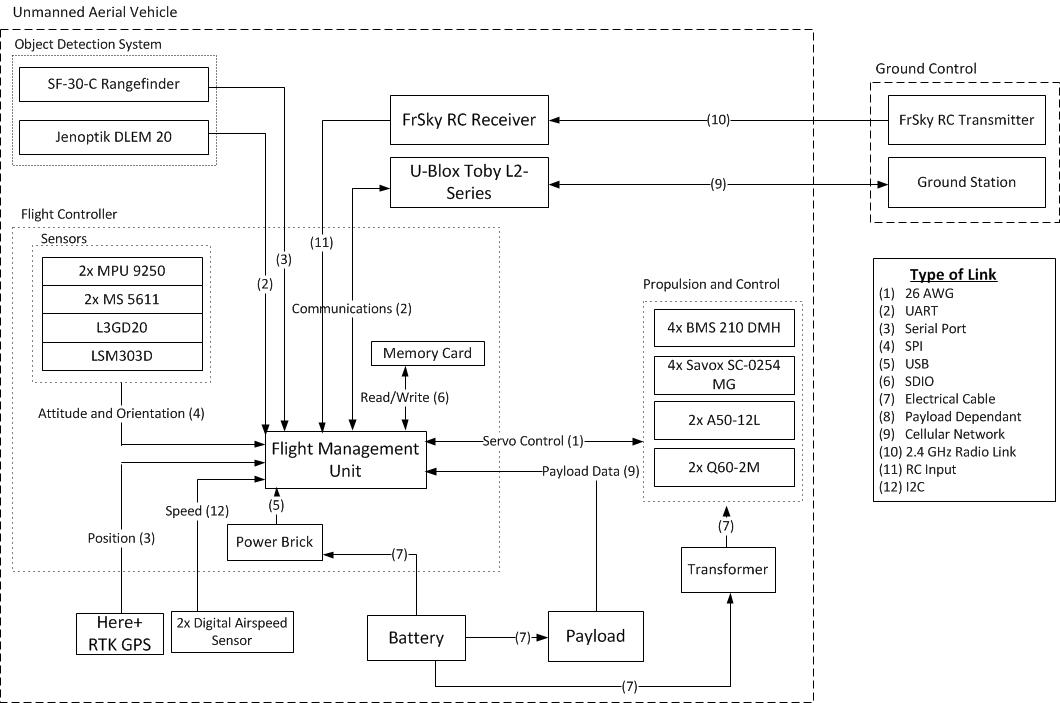 Unmanned Aerial Vehicle
Object Detection System
SF-30-C Rangefinder
Jenoptik DLEM 20
FrSky RC Receiver
U-Blox Toby L2-
Series
(10)
(9)
Ground Control
FrSky RC Transmitter
Ground Station
Flight Controller
Sensors
2x MPU 9250
2x MS 5611
L3GD20
LSM303D
(2)
(3)
(11)
Communications (2)
Memory Card
Read/Write (6)
Attitude and Orientation (4)
Flight Management
Unit
Servo Control (1)
Payload Data (9)
Propulsion and Control
4x BMS 210 DMH
4x Savox SC-0254
MG
2x A50-12L
2x Q60-2M
(7)
Transformer
Speed (12)
(5)
Position (3)
Power Brick
(7)
Here+
RTK GPS
2x Digital Airspeed
Sensor
Battery
(7)
Payload
(7)
Type of Link
(1) 26 AWG
(2) UART
(3) Serial Port
(4) SPI
(5) USB
(6) SDIO
(7) Electrical Cable
(8) Payload Dependant
(9) Cellular Network
(10) 2.4 GHz Radio Link
(11) RC Input
(12) I2C